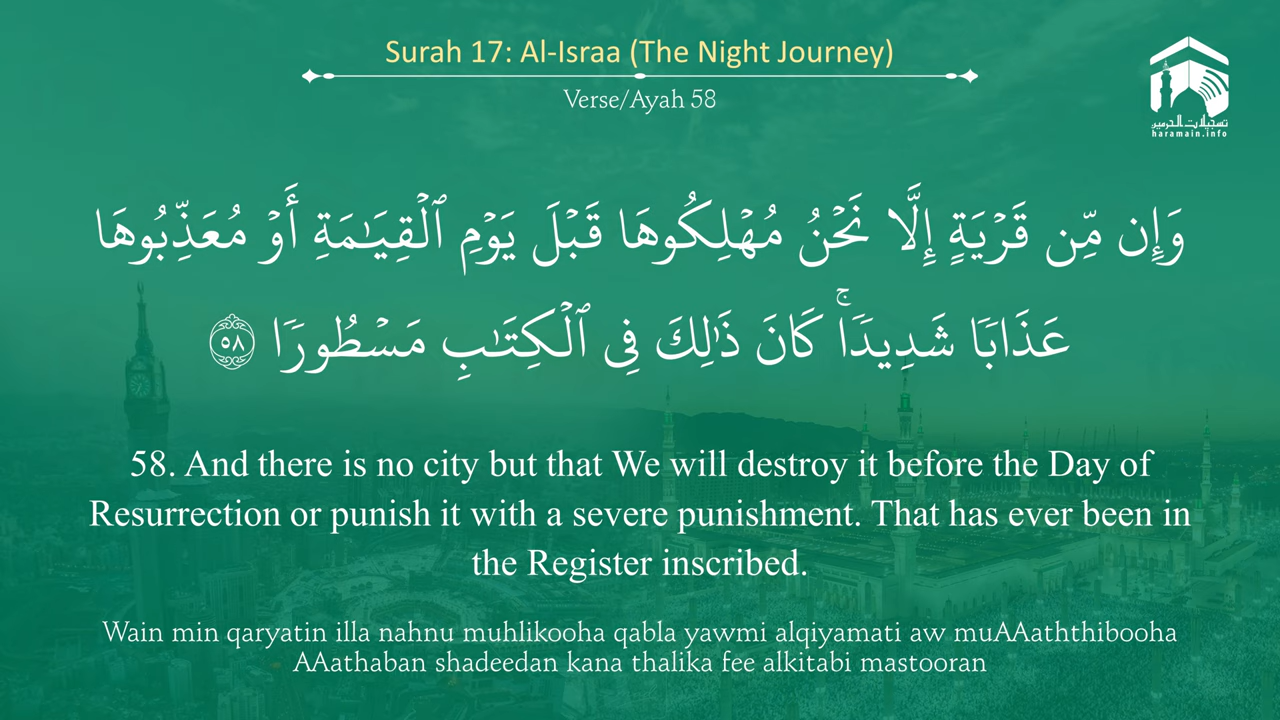 Surah 17: Al-Israa (The Night Journey)
Verse/Ayah 58
تسجيلات الحرمين
haramain.info
وَإِن مِّن قَرْيَةٍ إِلَّا نَحْنُ مُهْلِكُوهَا قَبْلَ يَوْمِ ٱلْقِيَـٰمَةِ أَوْ مُعَذِّبُوهَا
عَذَابًا شَدِيدًا ۚ كَانَ ذَٰلِكَ فِى ٱلْكِتَـٰبِ مَسْطُورًا ٥٨
58. And there is no city but that We will destroy it before the Day of
Resurrection or punish it with a severe punishment. That has ever been in
the Register inscribed.
Wain min qaryatin illa nahnu muhlikooha qabla yawmi alqiyamati aw muAAaththibooha
AAathaban shadeedan kana thalika fee alkitabi mastooran